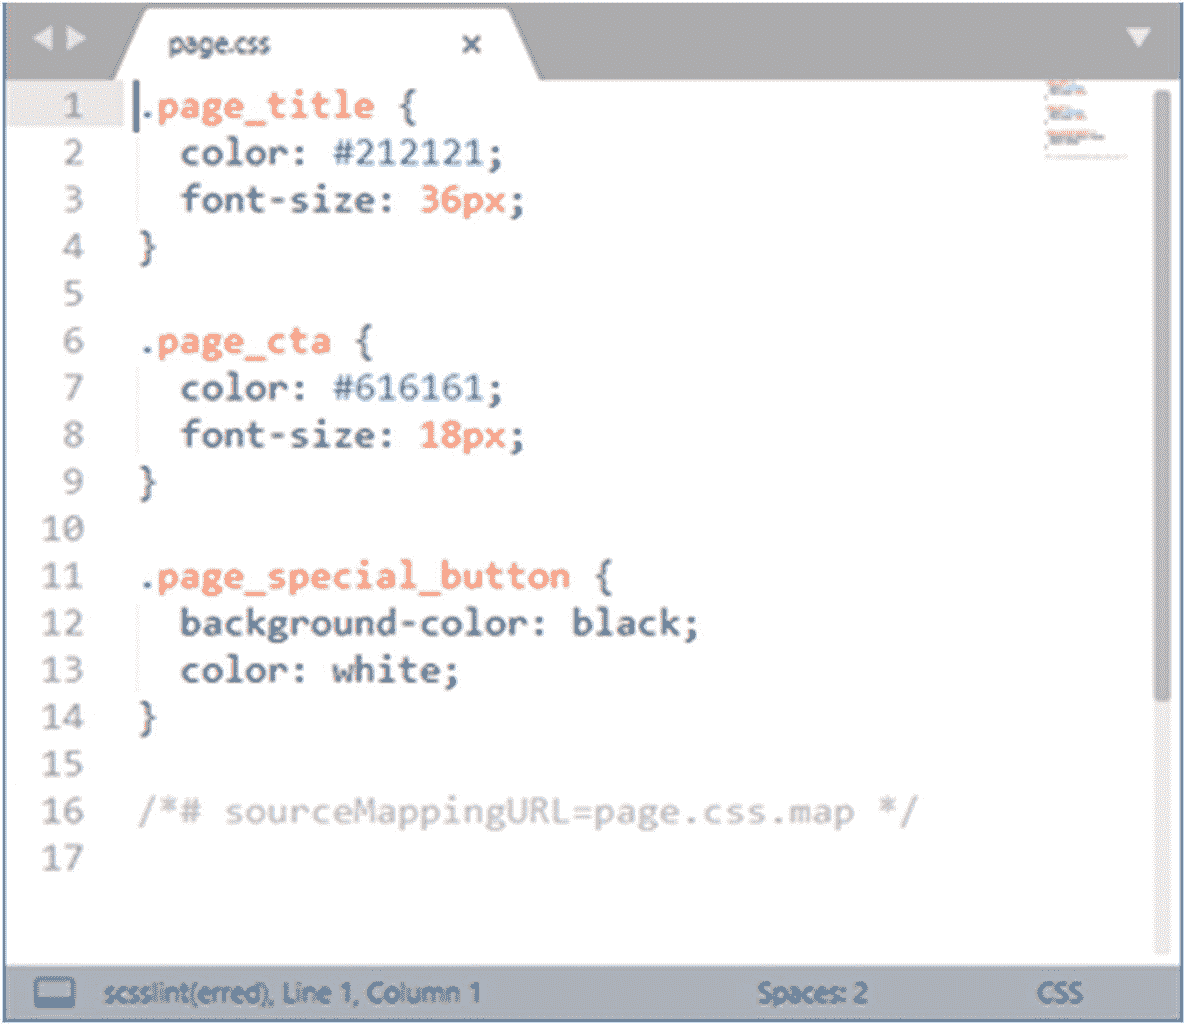 page.css ×
1 .page_title {
2 color: #212121;
3 font-size: 36px;
4 }
5
6 .page_cta {
7 color: #616161;
8 font-size: 18px;
9 }
10
11 .page_special_button {
12 background-color: black;
13 color: white;
14 }
15
16 /*# sourceMappingURL=page.css.map */
17
scsslint(erred), Line 1, Column 1 Spaces: 2 CSS